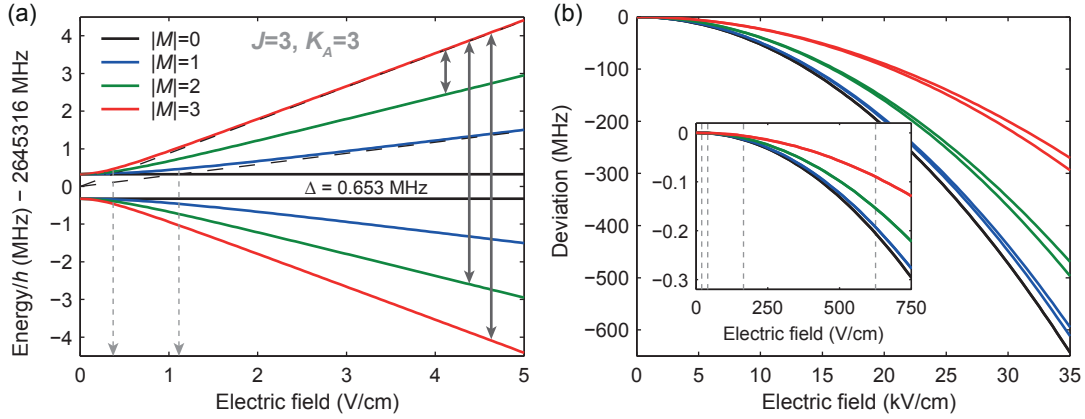 (a)
Energy/h (MHz) − 2645316 MHz
4
3
2
1
0
−1
−2
−3
−4
|M|=0
|M|=1
|M|=2
|M|=3
J=3, K_A=3
Δ = 0.653 MHz
0 1 2 3 4 5
Electric field (V/cm)
(b)
Deviation (MHz)
0
−100
−200
−300
−400
−500
−600
0
−0.1
−0.2
−0.3
0 250 500 750
Electric field (V/cm)
0 5 10 15 20 25 30 35
Electric field (kV/cm)